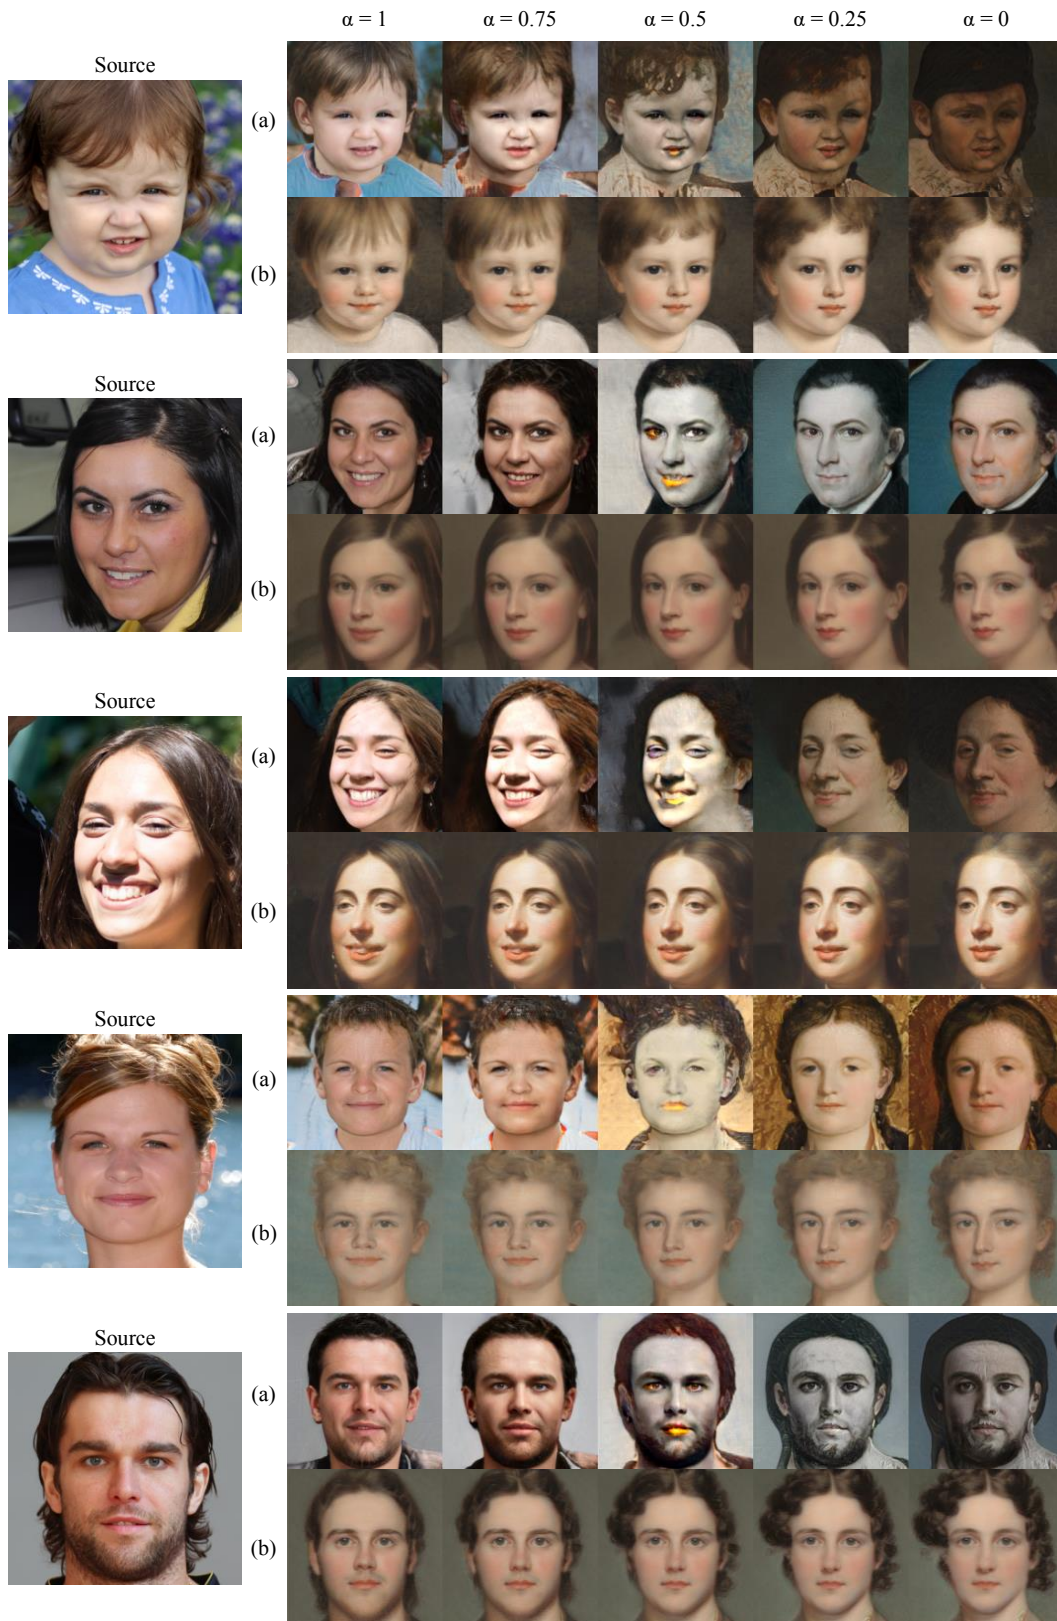 α = 1 α = 0.75 α = 0.5 α = 0.25 α = 0
Source
(a)
(b)
Source
(a)
(b)
Source
(a)
(b)
Source
(a)
(b)
Source
(a)
(b)